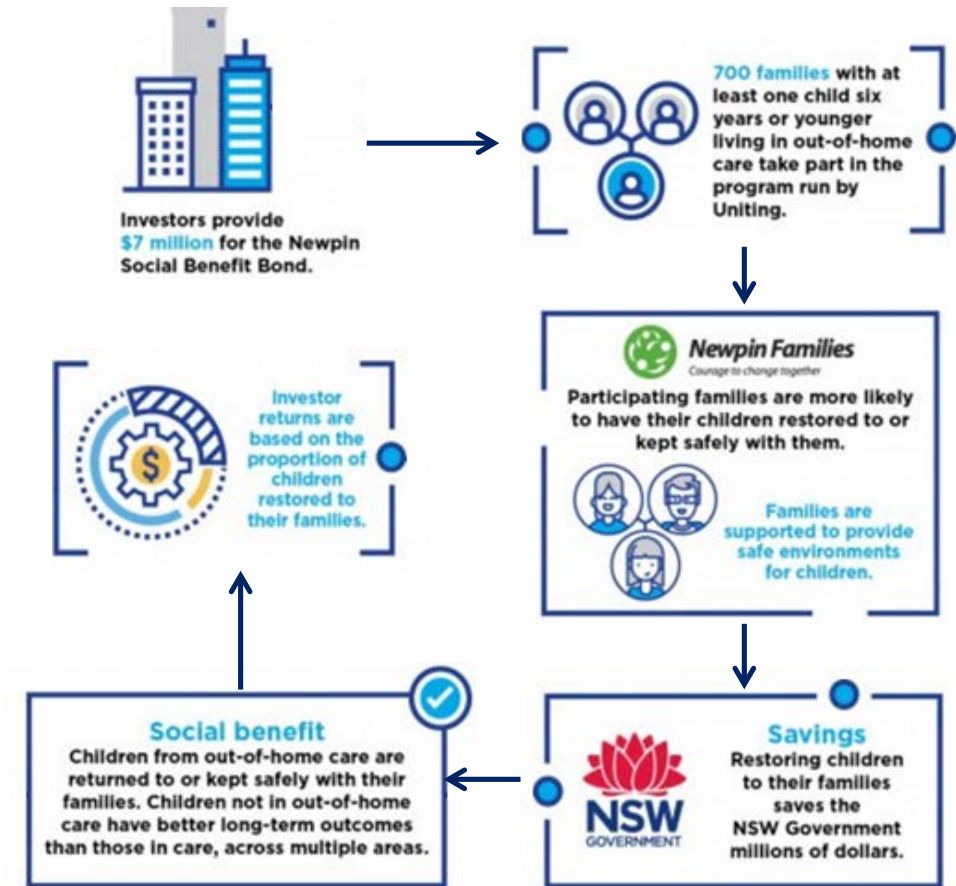 Investors provide
$7 million for the Newpin
Social Benefit Bond.
700 families with at
least one child six
years or younger
living in out-of-home
care take part in the
program run by
Uniting.
Newpin Families
Courage to change together
Participating families are more likely
to have their children restored to or
kept safely with them.
Families are
supported to provide
safe environments
for children.
Savings
Restoring children
to their families
saves the
NSW Government
millions of dollars.
NSW
GOVERNMENT
Social benefit
Children from out-of-home care are
returned to or kept safely with their
families. Children not in out-of-home
care have better long-term outcomes
than those in care, across multiple areas.
Investor
returns are
based on the
proportion of
children
restored to
their families.
$